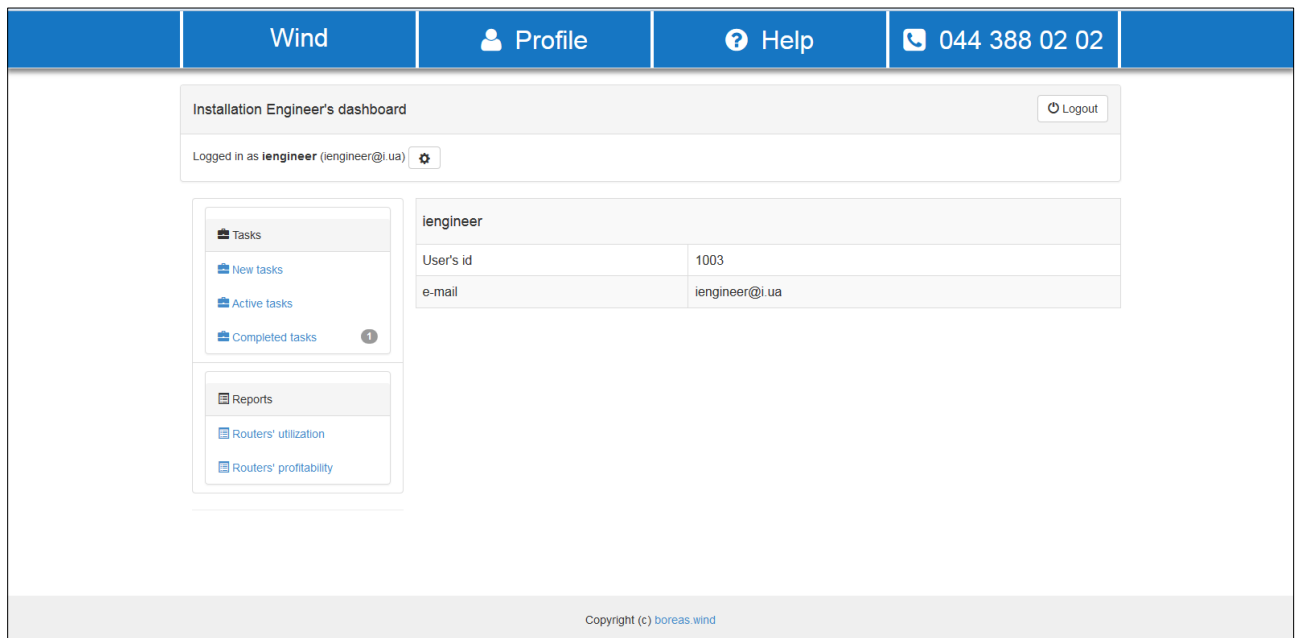 Wind
Profile
Help
044 388 02 02
Installation Engineer's dashboard
Logout
Logged in as iengineer (iengineer@i.ua)
Tasks
New tasks
Active tasks
Completed tasks 1
Reports
Routers' utilization
Routers' profitability
iengineer
User's id 1003
e-mail iengineer@i.ua
Copyright (c) boreas.wind